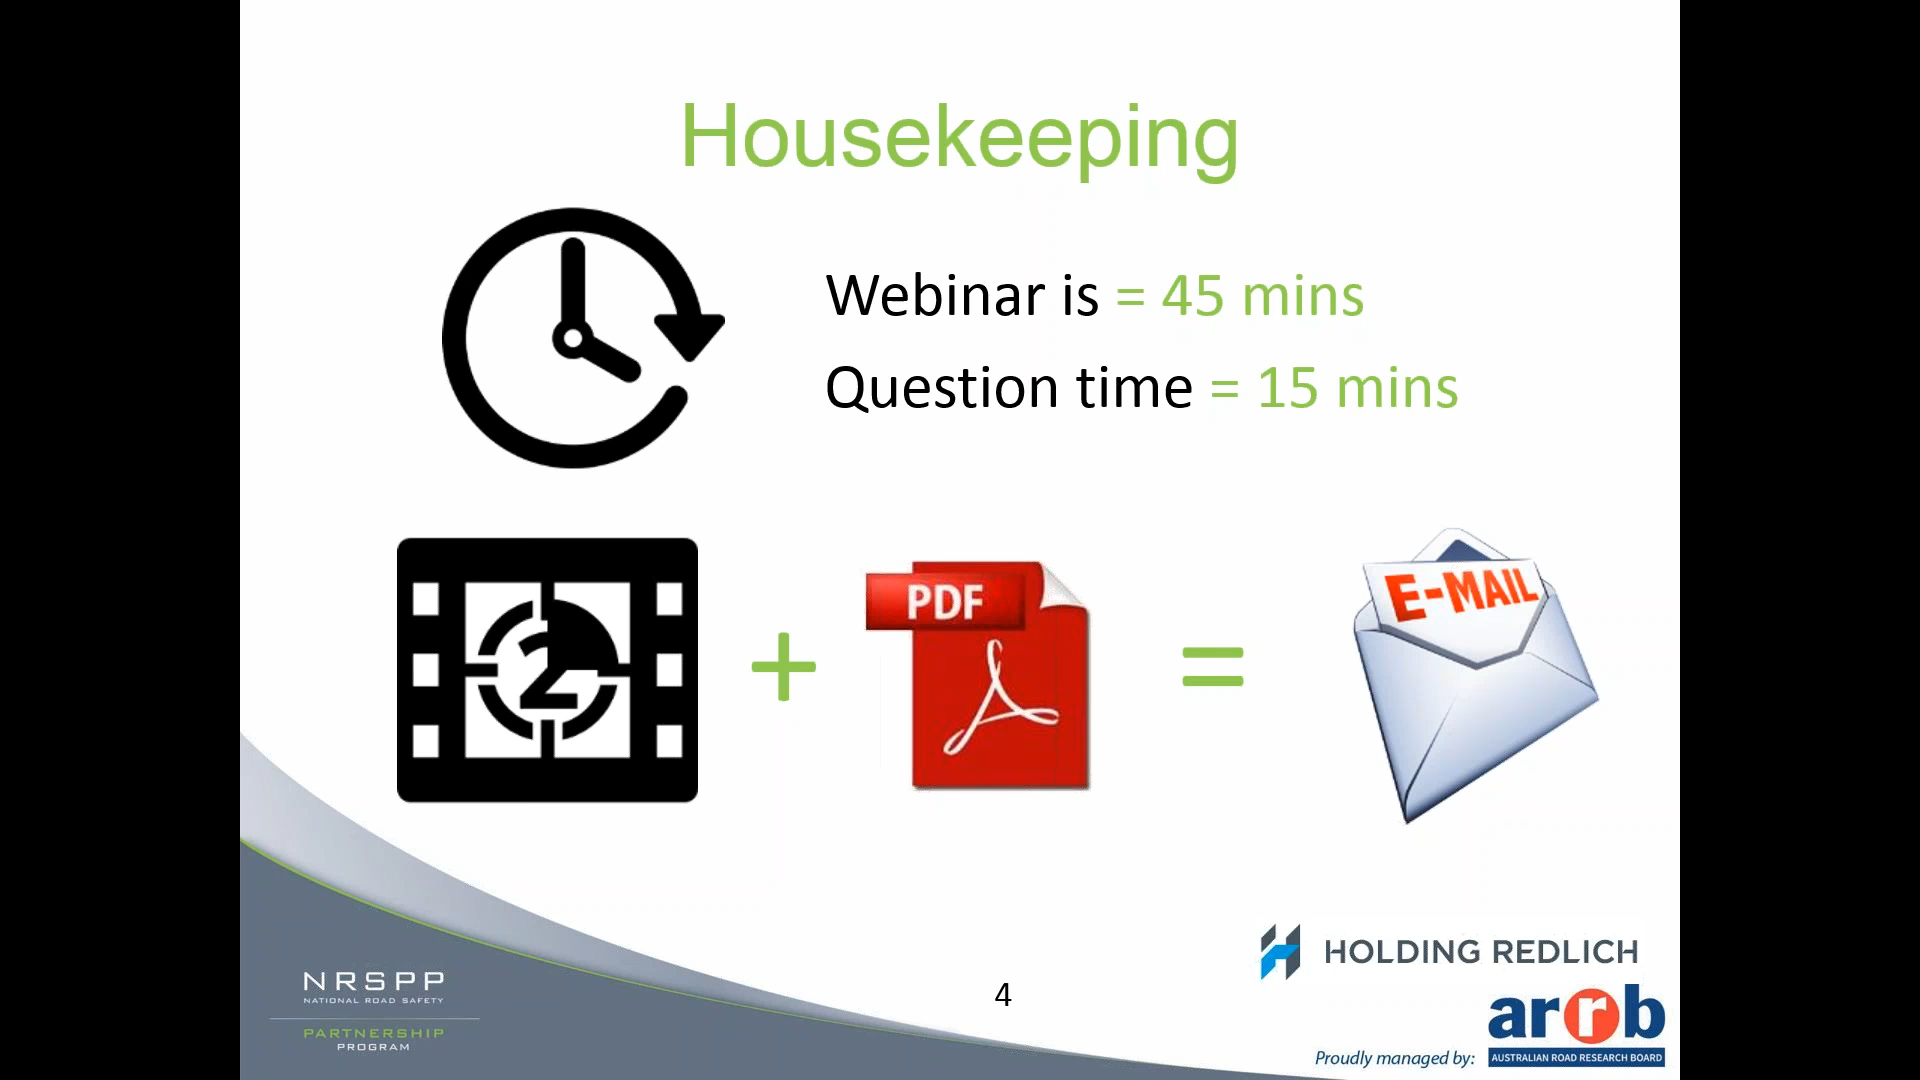 Housekeeping
Webinar is = 45 mins
Question time = 15 mins
2
+
PDF
=
E-MAIL
NRSPP
NATIONAL ROAD SAFETY
PARTNERSHIP
PROGRAM
4
HOLDING REDLICH
Proudly managed by:
arrb
AUSTRALIAN ROAD RESEARCH BOARD